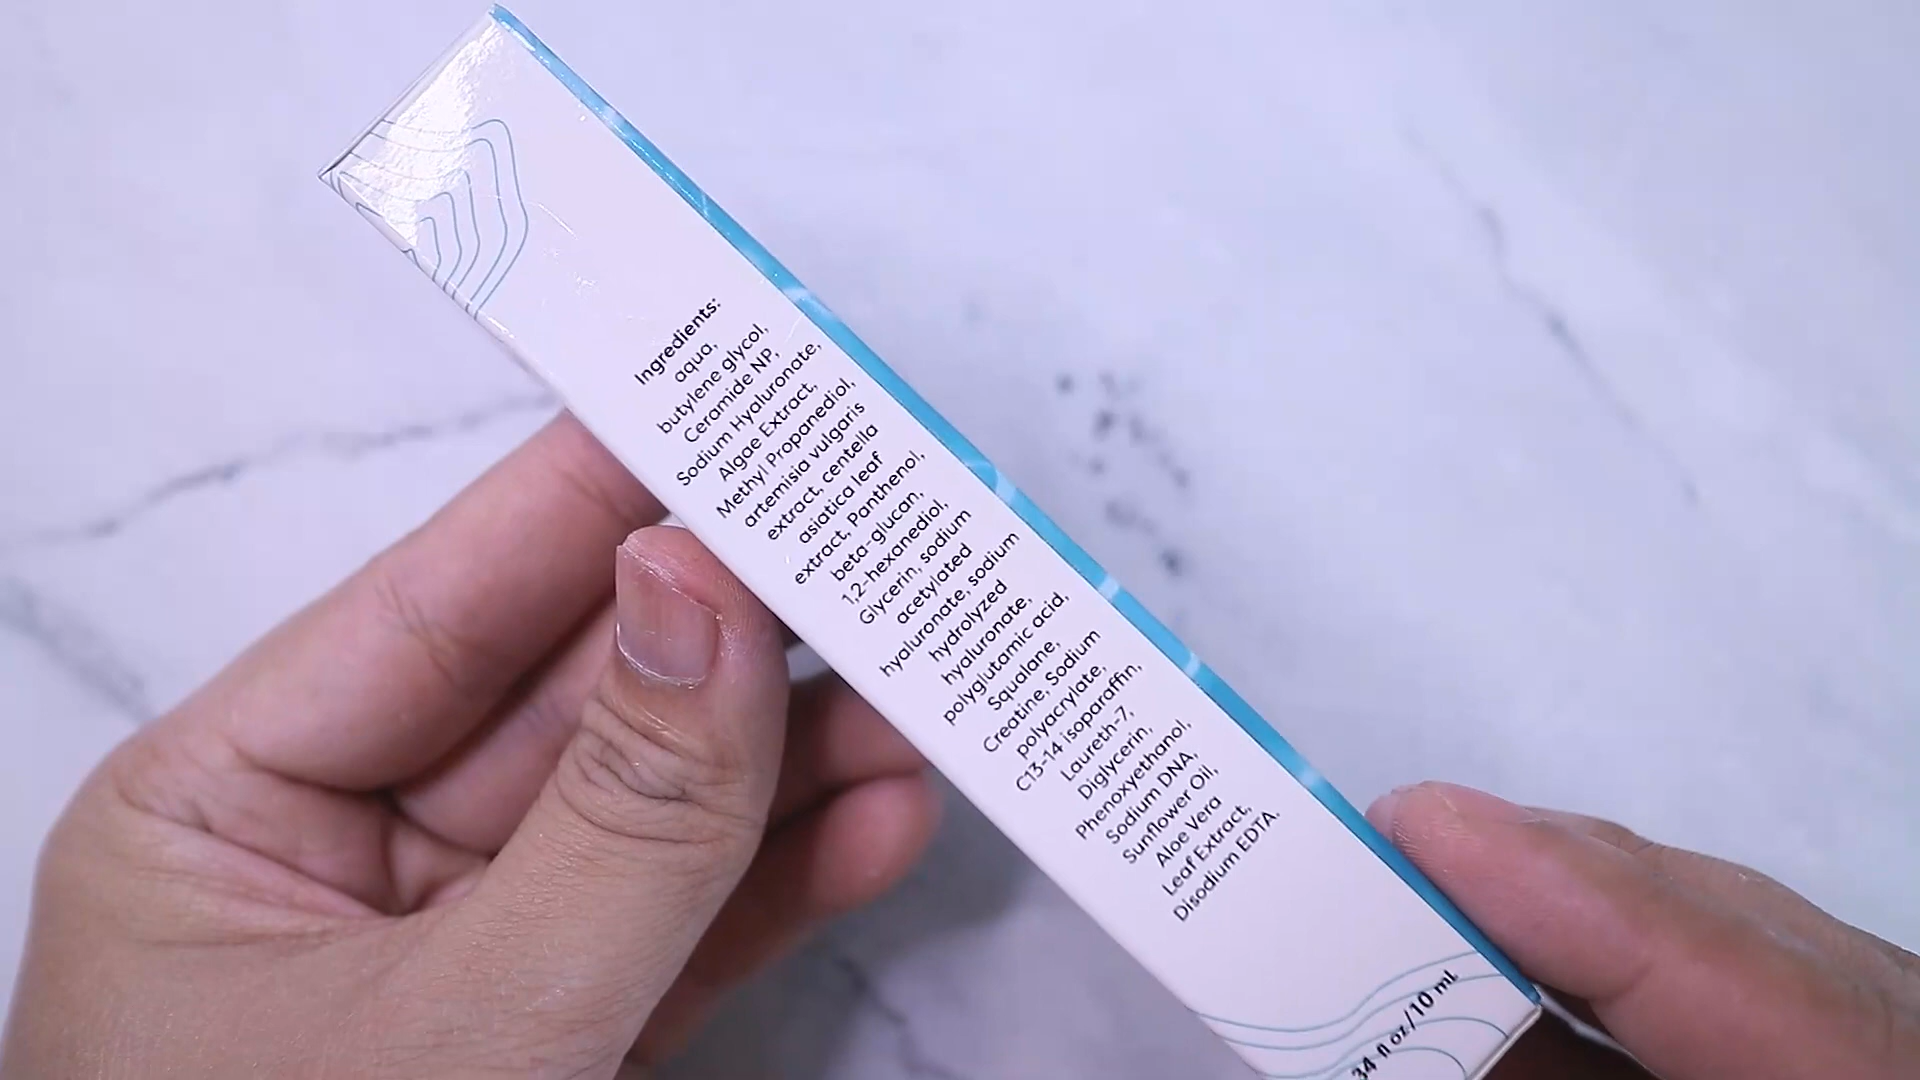 Ingredients:
aqua,
butylene glycol,
Ceramide NP,
Sodium Hyaluronate,
Algae Extract,
Methyl Propanediol,
artemisia vulgaris
extract, centella
asiatica leaf
extract, Panthenol,
beta-glucan,
1,2-hexanediol,
Glycerin, sodium
acetylated
hyaluronate, sodium
hydrolyzed
hyaluronate,
polyglutamic acid,
Squalane,
Creatine, Sodium
polyacrylate,
C13-14 isoparaffin,
Laureth-7,
Diglycerin,
Phenoxyethanol,
Sodium DNA,
Sunflower Oil,
Aloe Vera
Leaf Extract,
Disodium EDTA.
34 fl oz/10 mL